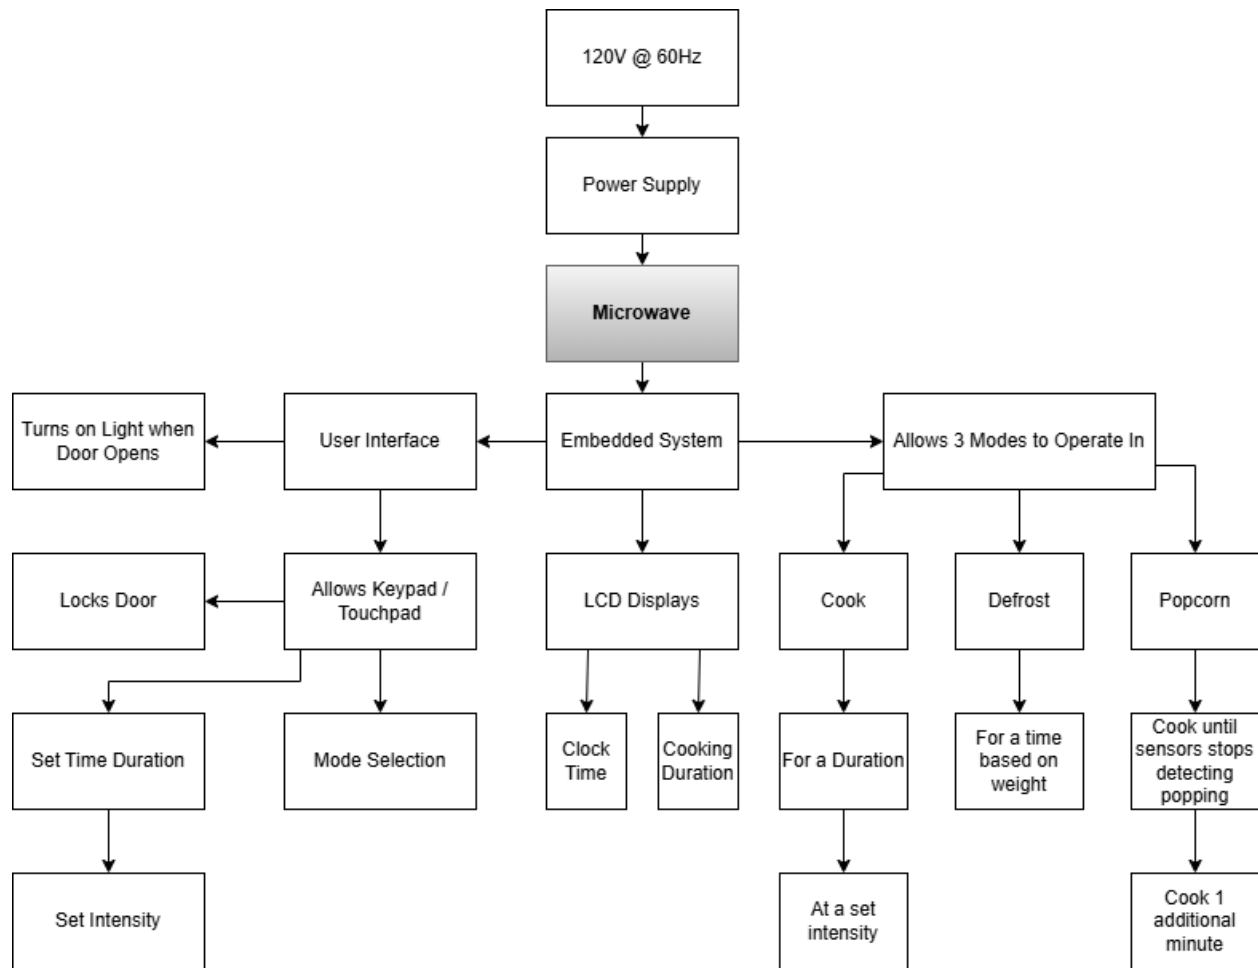 120V @ 60Hz
Power Supply
Microwave
Turns on Light when
Door Opens
User Interface
Embedded System
Allows 3 Modes to Operate In
Locks Door
Allows Keypad /
Touchpad
LCD Displays
Cook
Defrost
Popcorn
Set Time Duration
Mode Selection
Clock
Time
Cooking
Duration
For a Duration
For a time
based on
weight
Cook until
sensors stops
detecting
popping
Set Intensity
At a set
intensity
Cook 1
additional
minute